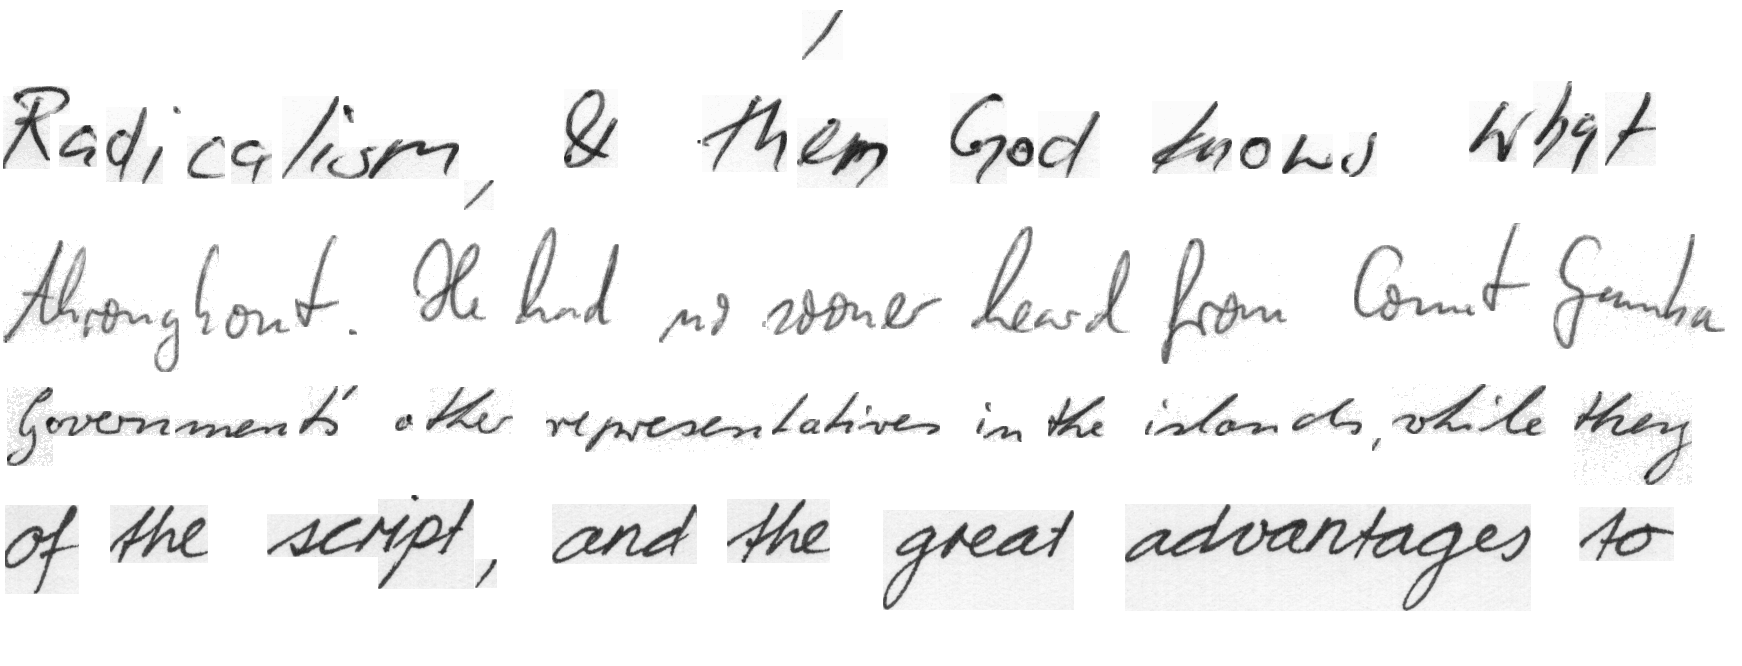 Radicalism, & them God knows what
throughout. He had no sooner heard from Count Gamba
Government's other representatives in the islands, while they
of the script, and the great advantages to